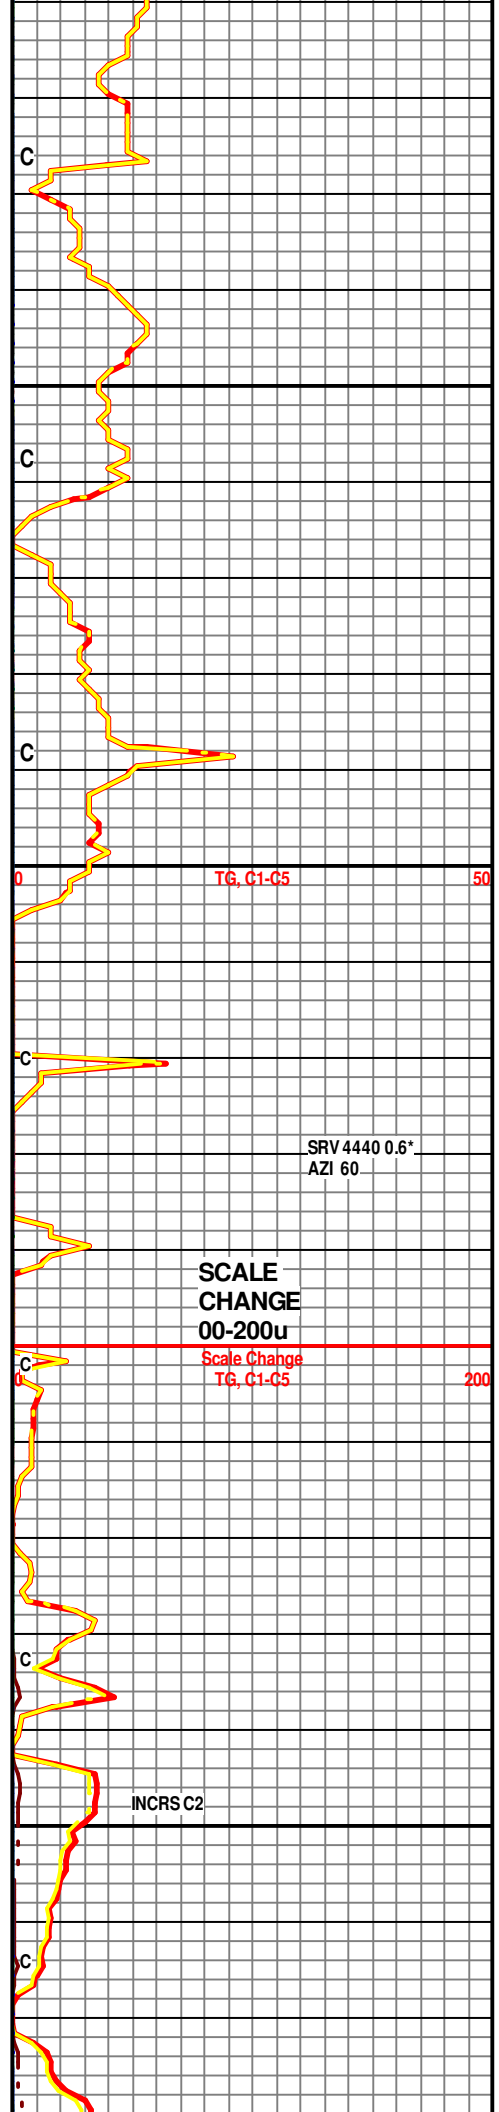 C
C
C
0 TG, C1-C5 50
C
SRV 4440 0.6*
AZI 60
SCALE
CHANGE
00-200u
Scale Change
C
0 TG, C1-C5 200
C
INCRS C2
C